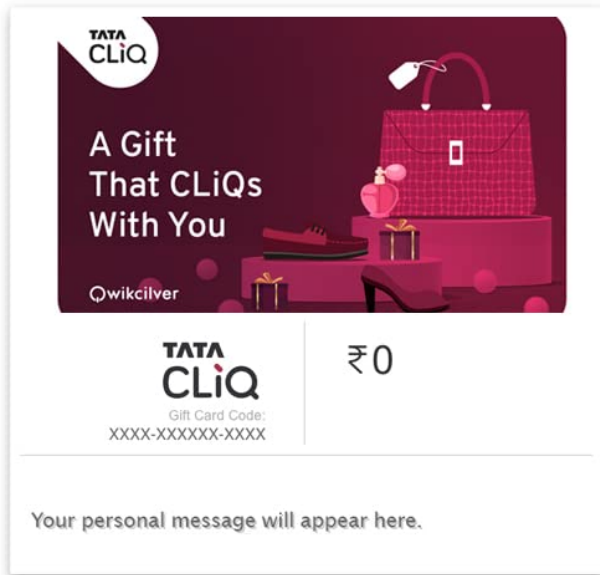 TATA
CLiQ
A Gift
That CLiQs
With You
Qwikcilver
TATA
CLiQ
₹0
Gift Card Code:
XXXX-XXXXXX-XXXX
Your personal message will appear here.